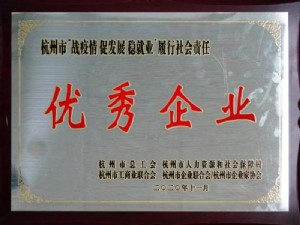 杭州市“战疫情 促发展 稳就业”履行社会责任
优秀企业
杭州市总工会 杭州市人力资源和社会保障局
杭州市工商业联合会 杭州市企业联合会/杭州市企业家协会
二〇二〇年十一月